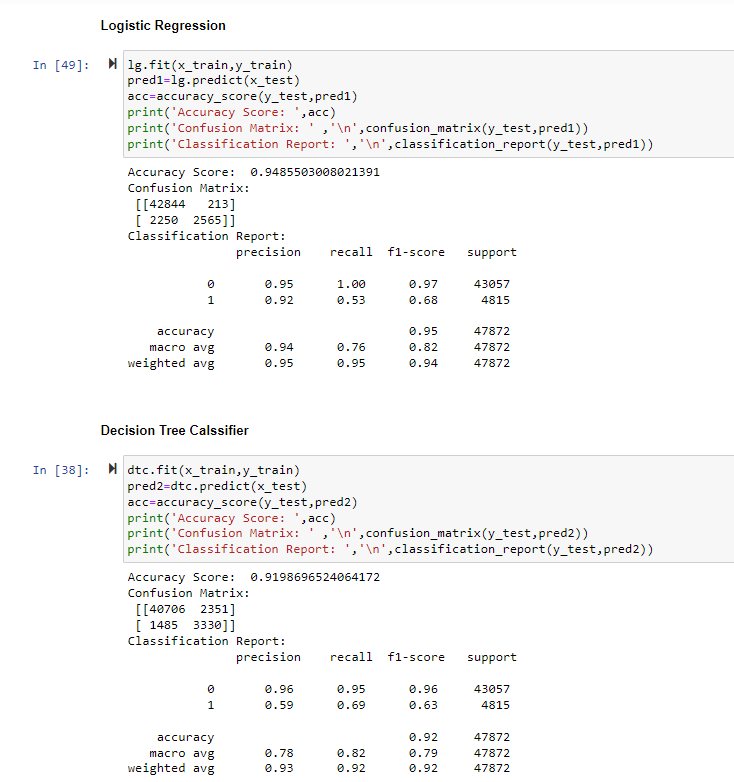 Logistic Regression
In [49]:
lg.fit(x_train,y_train)
pred1=lg.predict(x_test)
acc=accuracy_score(y_test,pred1)
print('Accuracy Score: ',acc)
print('Confusion Matrix: ' ,'\n',confusion_matrix(y_test,pred1))
print('Classification Report: ','\n',classification_report(y_test,pred1))
Accuracy Score:  0.9485503008021391
Confusion Matrix:
[[42844   213]
[ 2250  2565]]
Classification Report:
precision    recall  f1-score   support
0       0.95      1.00      0.97     43057
1       0.92      0.53      0.68      4815
accuracy                           0.95     47872
macro avg       0.94      0.76      0.82     47872
weighted avg       0.95      0.95      0.94     47872
Decision Tree Calssifier
In [38]:
dtc.fit(x_train,y_train)
pred2=dtc.predict(x_test)
acc=accuracy_score(y_test,pred2)
print('Accuracy Score: ',acc)
print('Confusion Matrix: ' ,'\n',confusion_matrix(y_test,pred2))
print('Classification Report: ','\n',classification_report(y_test,pred2))
Accuracy Score:  0.9198696524064172
Confusion Matrix:
[[40706  2351]
[ 1485  3330]]
Classification Report:
precision    recall  f1-score   support
0       0.96      0.95      0.96     43057
1       0.59      0.69      0.63      4815
accuracy                           0.92     47872
macro avg       0.78      0.82      0.79     47872
weighted avg       0.93      0.92      0.92     47872